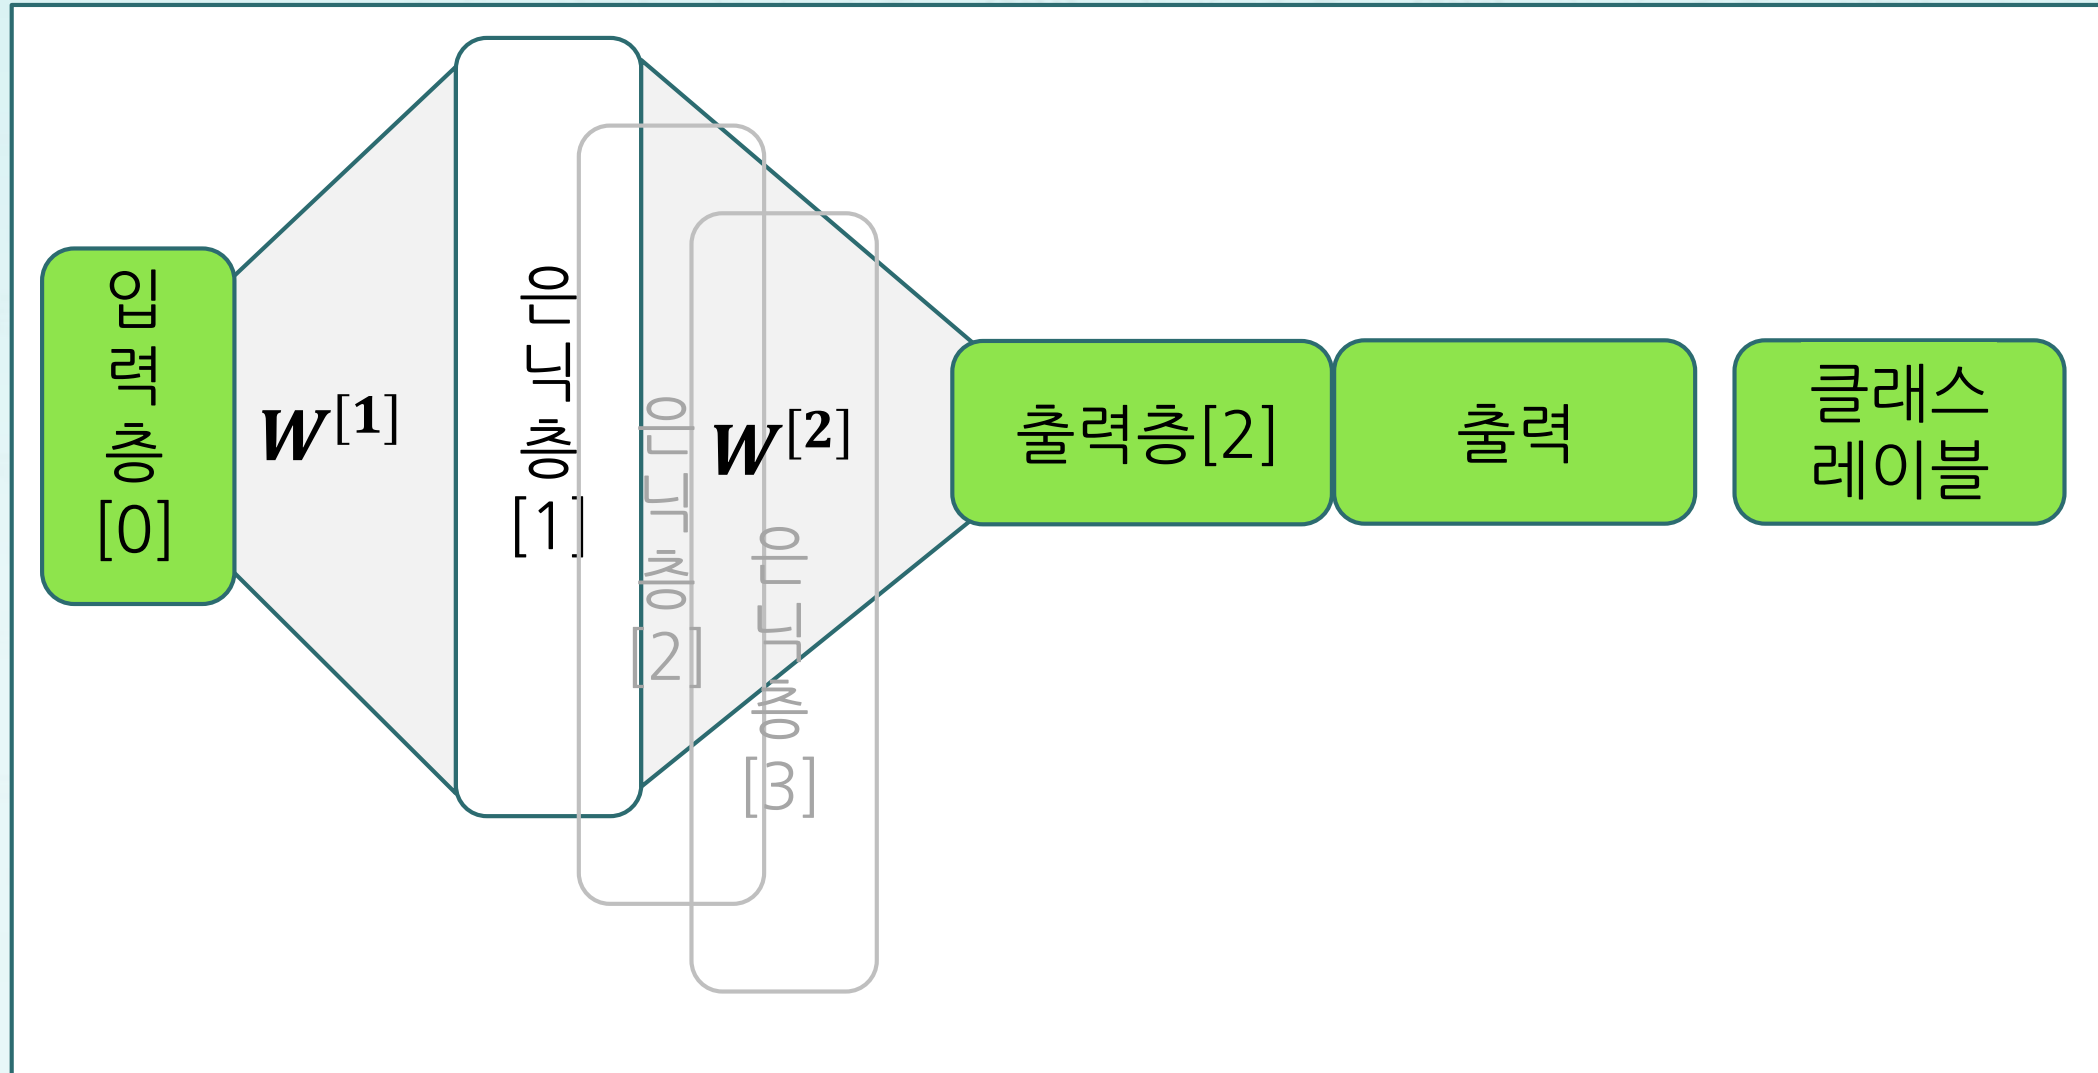 입
력
층
[0]
W[1]
은
닉
층
[1]
은
닉
층
[2]
W[2]
은
닉
층
[3]
출력층[2]
출력
클래스
레이블